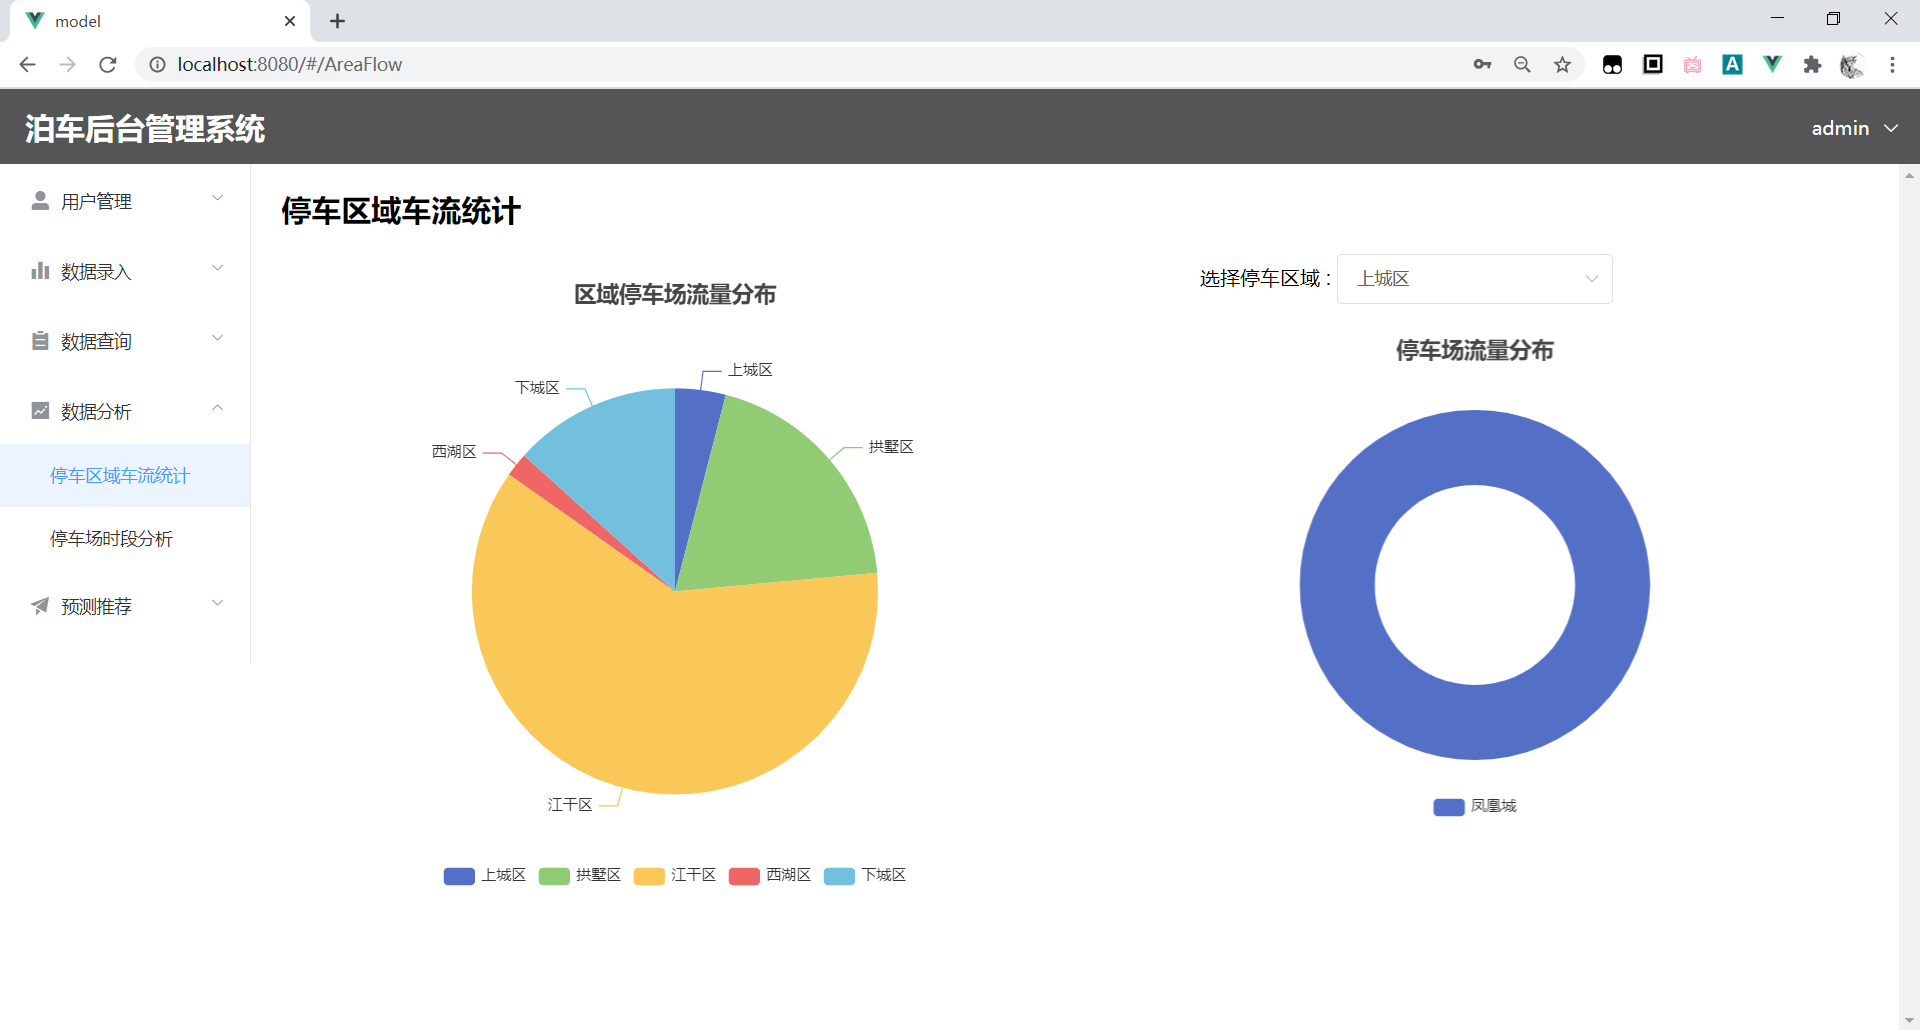 model
localhost:8080/#/AreaFlow
泊车后台管理系统
admin
用户管理
数据录入
数据查询
数据分析
停车区域车流统计
停车场时段分析
预测推荐
停车区域车流统计
区域停车场流量分布
上城区
拱墅区
下城区
西湖区
江干区
上城区 拱墅区 江干区 西湖区 下城区
选择停车区域 : 上城区
停车场流量分布
凤凰城